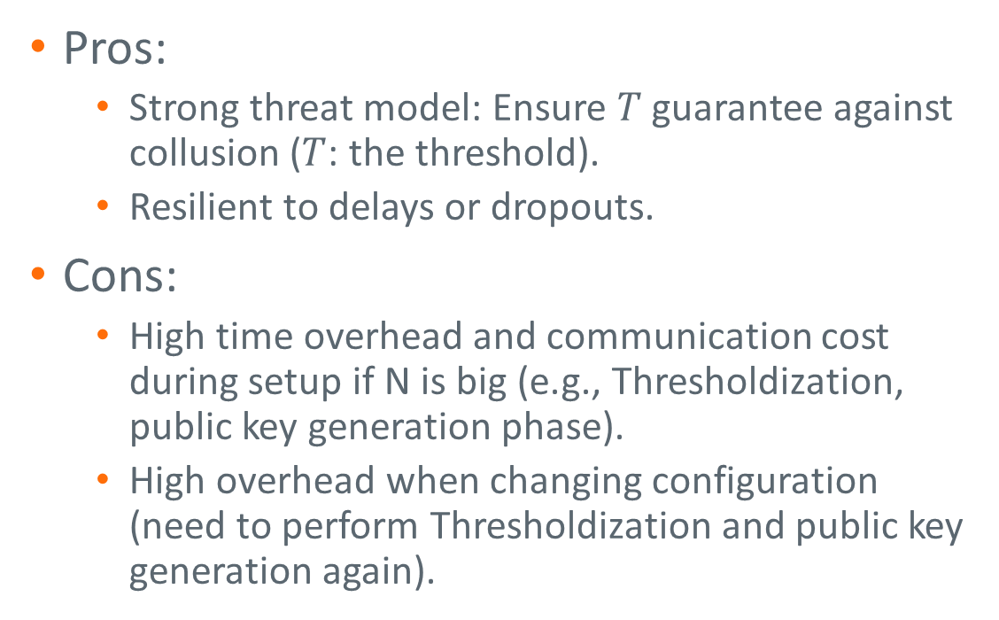 • Pros:
• Strong threat model: Ensure T guarantee against
collusion (T: the threshold).
• Resilient to delays or dropouts.
• Cons:
• High time overhead and communication cost
during setup if N is big (e.g., Thresholdization,
public key generation phase).
• High overhead when changing configuration
(need to perform Thresholdization and public key
generation again).